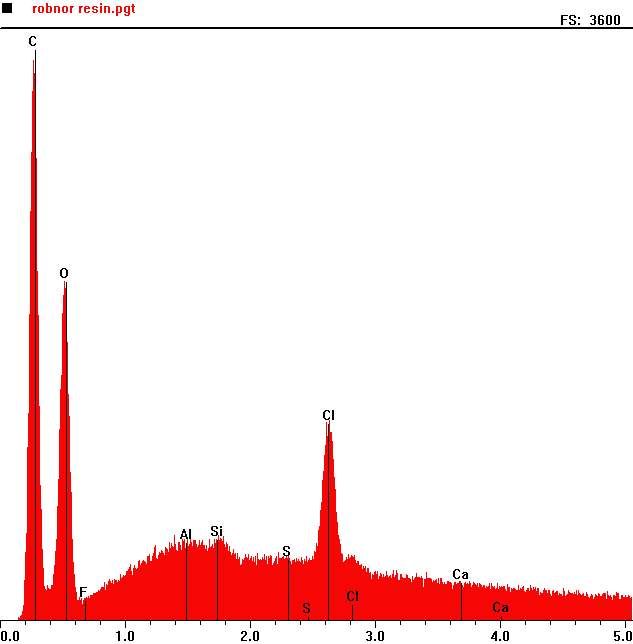 robnor resin.pgt
FS: 3600
C
O
Cl
Al
Si
S
Ca
F
Cl
S
Ca
0.0 1.0 2.0 3.0 4.0 5.0